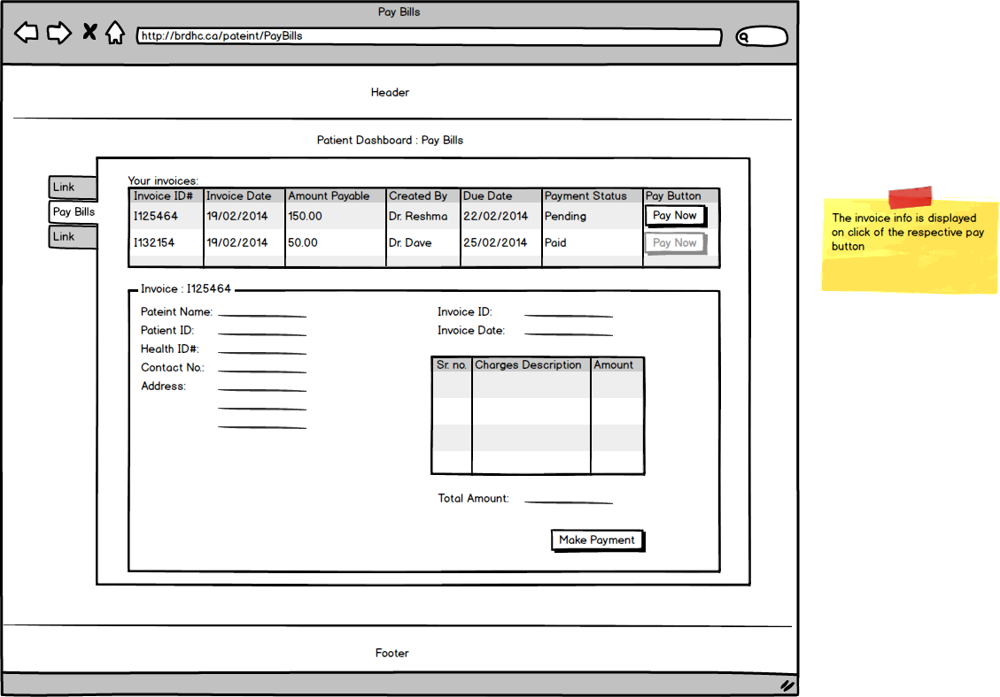 Pay Bills
http://brdhc.ca/pateint/PayBills
Header
Patient Dashboard : Pay Bills
Link
Pay Bills
Link
Your invoices:
Invoice ID# Invoice Date Amount Payable Created By Due Date Payment Status Pay Button
I125464 19/02/2014 150.00 Dr. Reshma 22/02/2014 Pending Pay Now
I132154 19/02/2014 50.00 Dr. Dave 25/02/2014 Paid Pay Now
The invoice info is displayed
on click of the respective pay
button
Invoice : I125464
Pateint Name:
Patient ID:
Health ID#:
Contact No.:
Address:
Invoice ID:
Invoice Date:
Sr. no. Charges Description Amount
Total Amount:
Make Payment
Footer